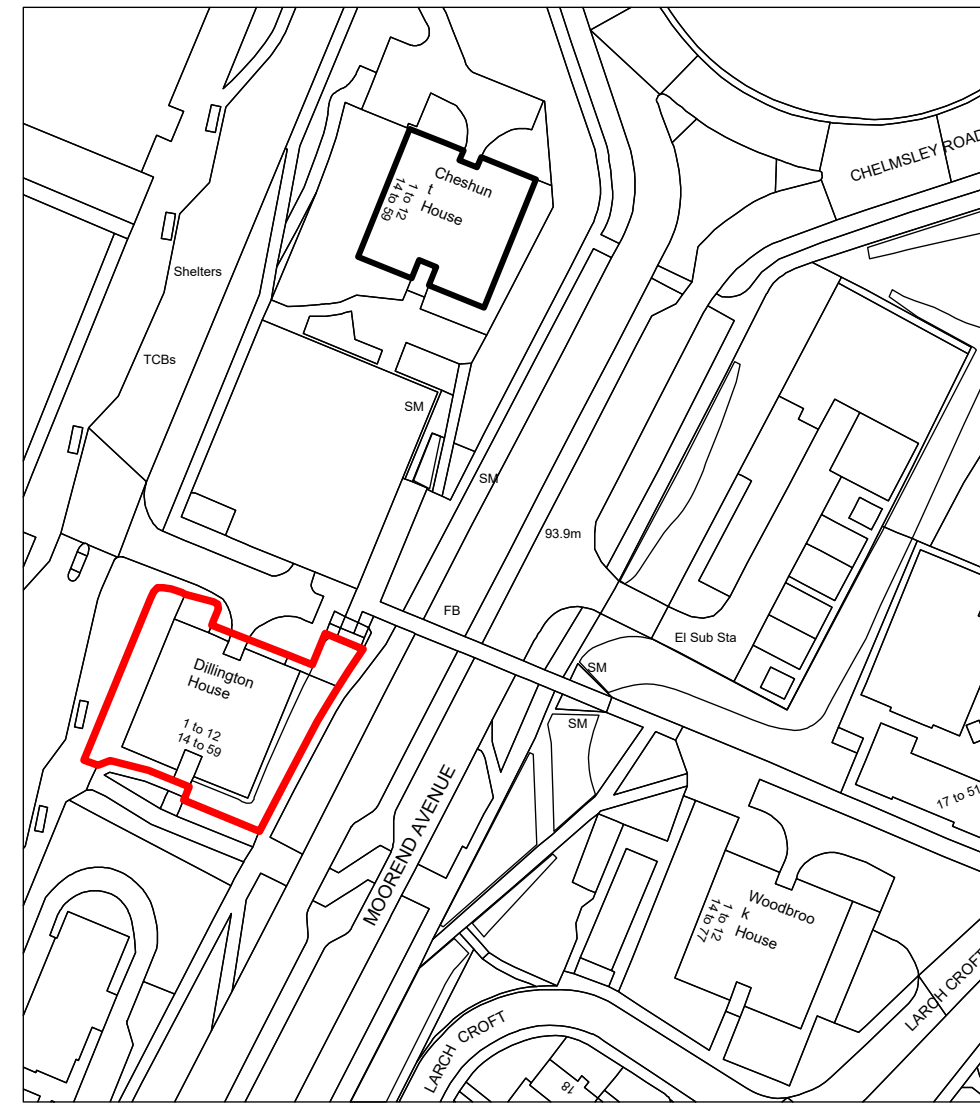 CHELMSLEY ROAD
Cheshun
t
House
1 to 12
14 to 59
Shelters
TCBs
SM
SM
93.9m
FB
El Sub Sta
SM
SM
Dillington
House
1 to 12
14 to 59
MOOREND AVENUE
17 to 51
Woodbroo
k
House
1 to 12
14 to 77
LARCH CROFT
LARCH CROFT
18